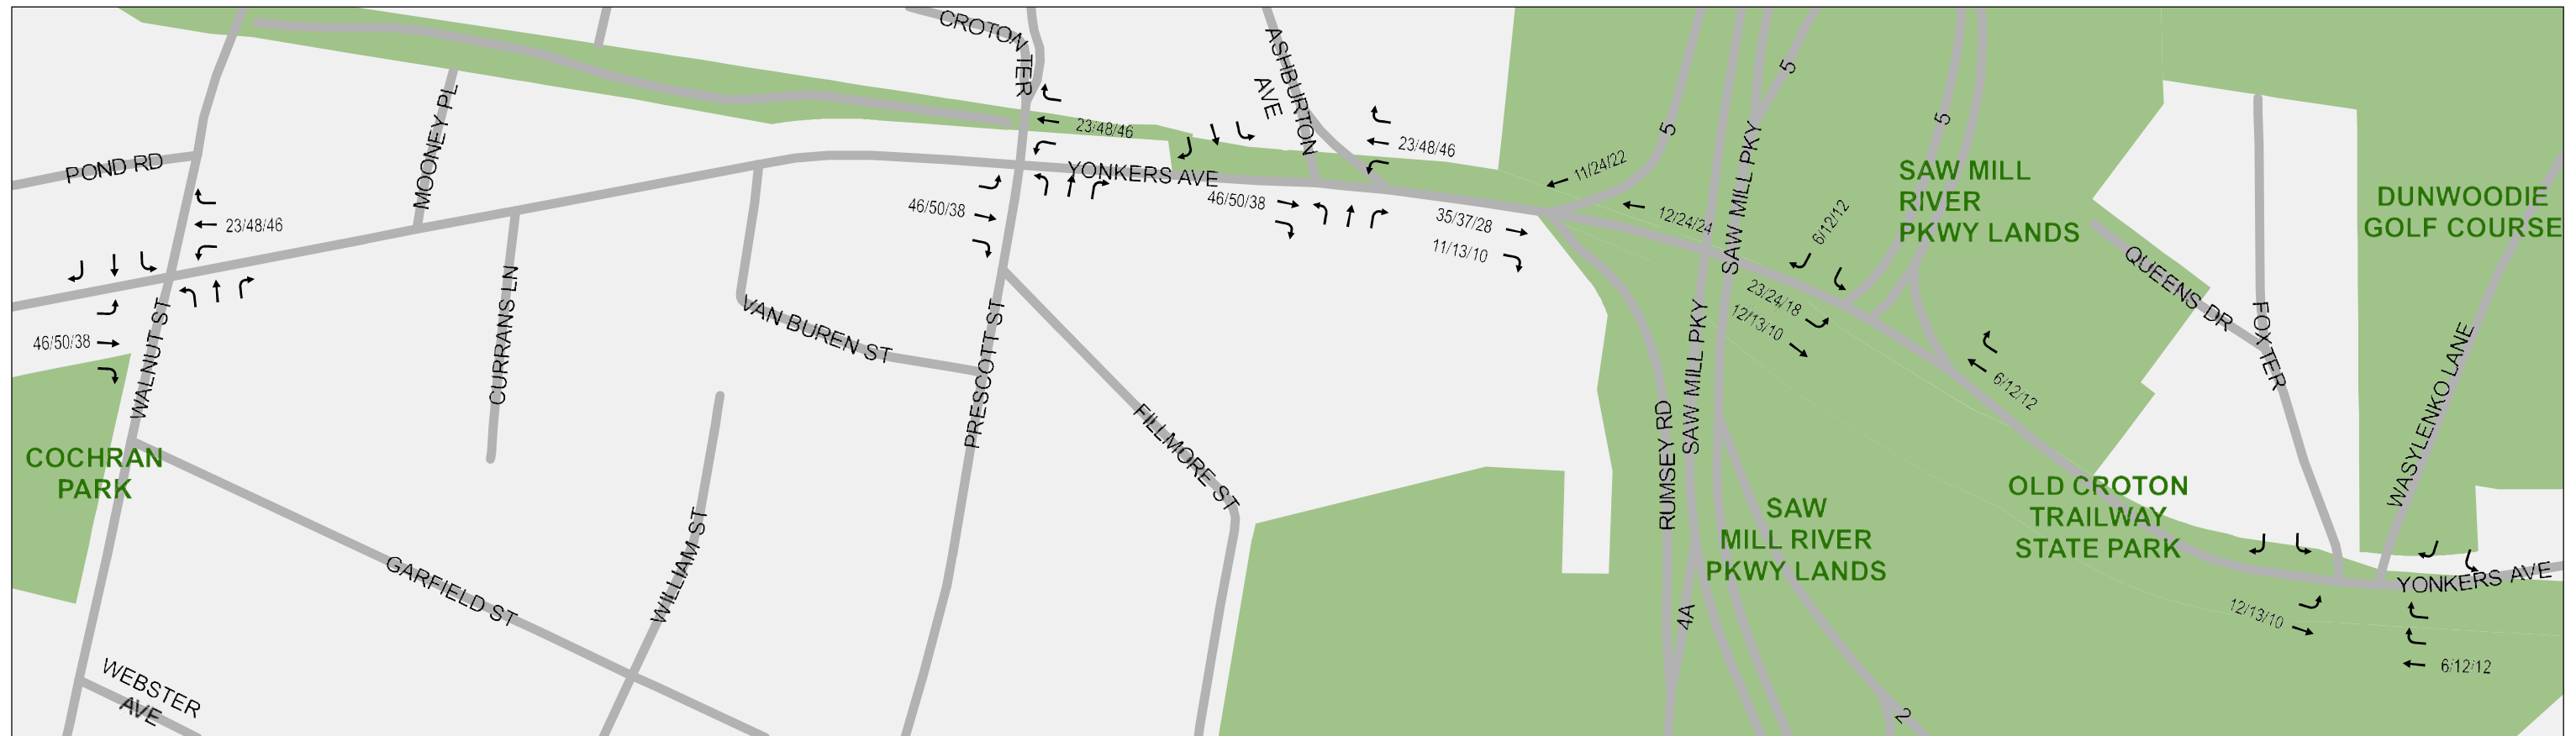 CROTON TER
ASHBURTON
AVE
5
5
5
SAW MILL PKY
23/48/46
23/48/46
11/24/22
POND RD
MOONEY PL
YONKERS AVE
SAW MILL
RIVER
PKWY LANDS
DUNWOODIE
GOLF COURSE
46/50/38
46/50/38
35/37/28
12/24/24
6/12/12
23/48/46
11/13/10
QUEENS DR
23/24/18
12/13/10
46/50/38
WALNUT ST
CURRANS LN
VAN BUREN ST
PRESCOTT ST
FOX TER
SAW MILL PKY
6/12/12
WASYLENKO LANE
FILLMORE ST
RUMSEY RD
COCHRAN
PARK
OLD CROTON
TRAILWAY
STATE PARK
SAW
MILL RIVER
PKWY LANDS
GARFIELD ST
WILLIAM ST
YONKERS AVE
4A
12/13/10
6/12/12
WEBSTER
AVE
2